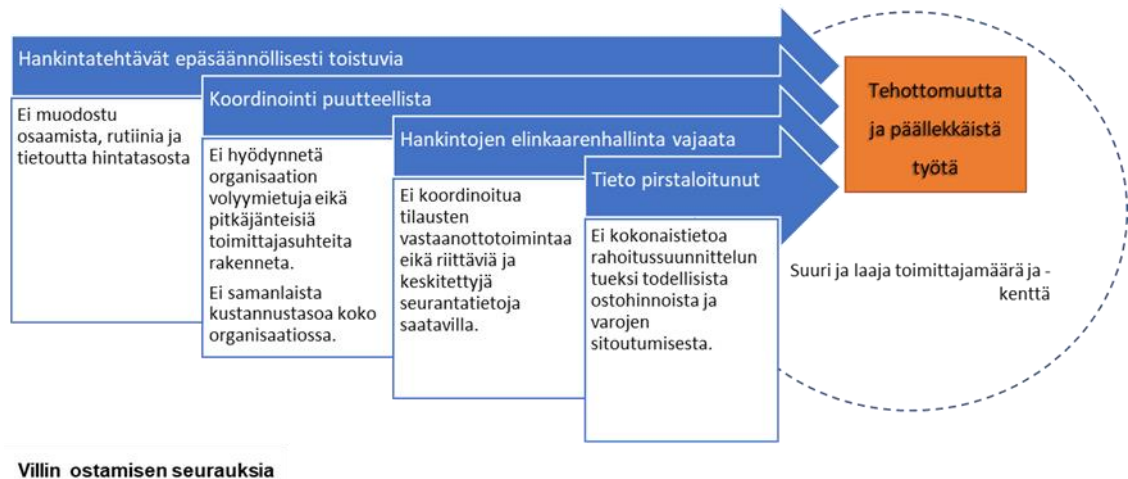 Hankintatehtävät epäsäännöllisesti toistuvia
Ei muodostu
osaamista, rutiinia ja
tietoutta hintatasosta
Koordinointi puutteellista
Ei hyödynnetä
organisaation
volyymietuja eikä
pitkäjänteisiä
toimittajasuhteita
rakenneta.
Ei samanlaista
kustannustasoa koko
organisaatiossa.
Hankintojen elinkaarenhallinta vajaata
Ei koordinoitua
tilausten
vastaanottotoimintaa
eikä riittäviä ja
keskitettyjä
seurantatietoja
saatavilla.
Tieto pirstaloitunut
Ei kokonaistietoa
rahoitussuunnittelun
tueksi todellisista
ostohinnoista ja
varojen
sitoutumisesta.
Tehottomuutta
ja päällekkäistä
työtä
Suuri ja laaja toimittajamäärä ja -
kenttä
Villin ostamisen seurauksia